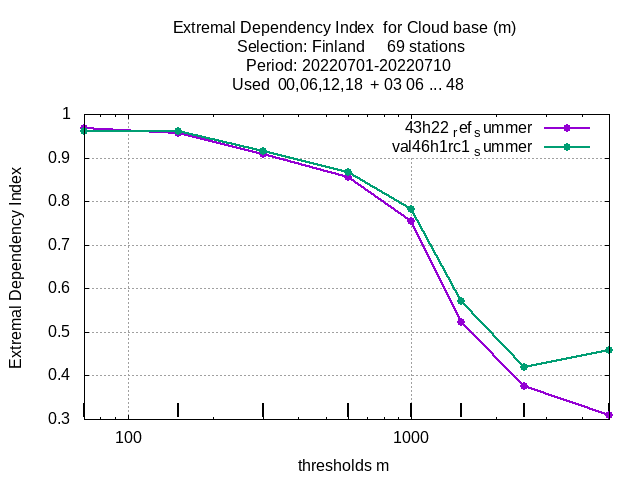 Extremal Dependency Index  for Cloud base (m)
Selection: Finland     69 stations
Period: 20220701-20220710
Used  00,06,12,18  + 03 06 ... 48
43h22 ref summer
val46h1rc1 summer
1
0.9
0.8
0.7
0.6
0.5
0.4
0.3
Extremal Dependency Index
100 1000
thresholds m